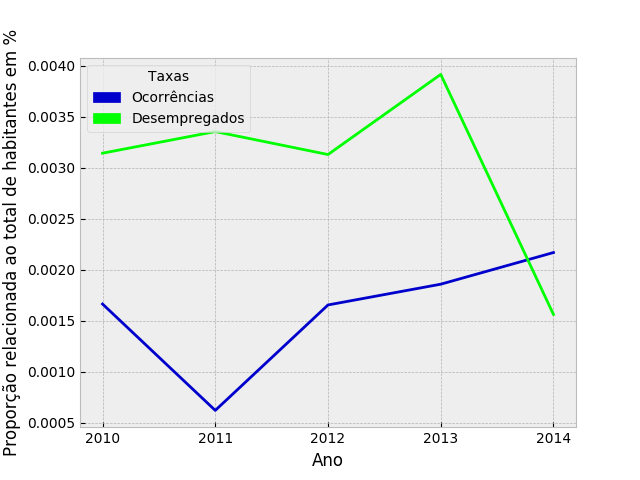 Proporção relacionada ao total de habitantes em %
0.0040
0.0035
0.0030
0.0025
0.0020
0.0015
0.0010
0.0005
Taxas
Ocorrências
Desempregados
2010 2011 2012 2013 2014
Ano